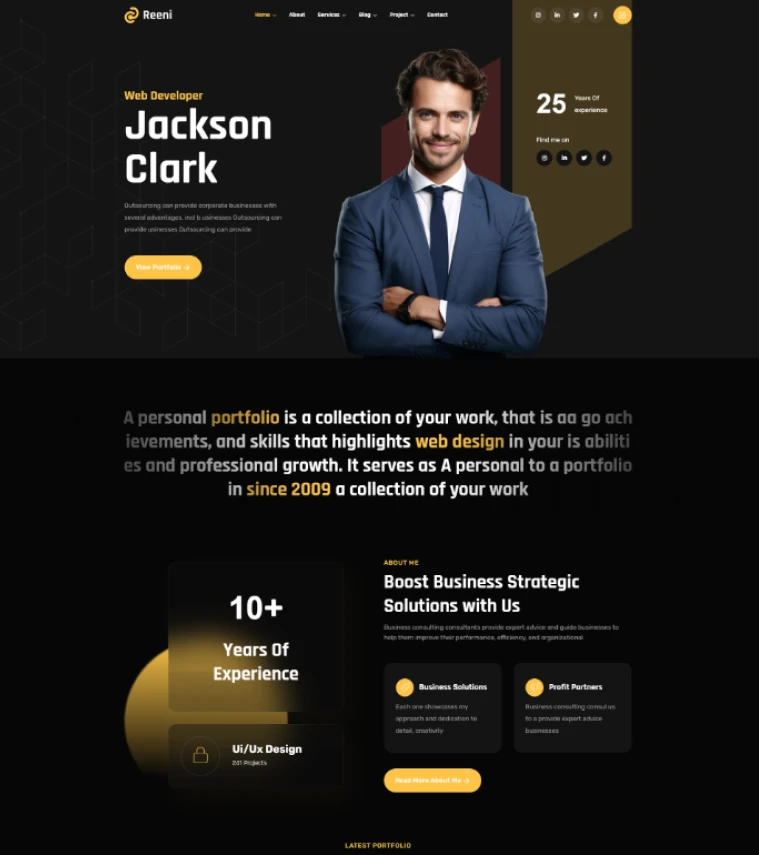 Reeni
Home
About
Services
Blog
Project
Contact
Web Developer
Jackson
Clark
Outsourcing can provide corporate businesses with
several advantages, incl b usinesses Outsourcing can
provide usinesses Outsourcing can provide
View Portfolio →
25 Years Of
experience
Find me on
A personal portfolio is a collection of your work, that is aa go ach
ievements, and skills that highlights web design in your is abiliti
es and professional growth. It serves as A personal to a portfolio
in since 2009 a collection of your work
10+
Years Of
Experience
Ui/Ux Design
241 Projects
ABOUT ME
Boost Business Strategic
Solutions with Us
Business consulting consultants provide expert advice and guide businesses to
help them improve their performance, efficiency, and organizational
Business Solutions
Each one showcases my
approach and dedication to
detail, creativity
Profit Partners
Business consulting consul us
to a provide expert advice
businesses
Read More About Me →
LATEST PORTFOLIO